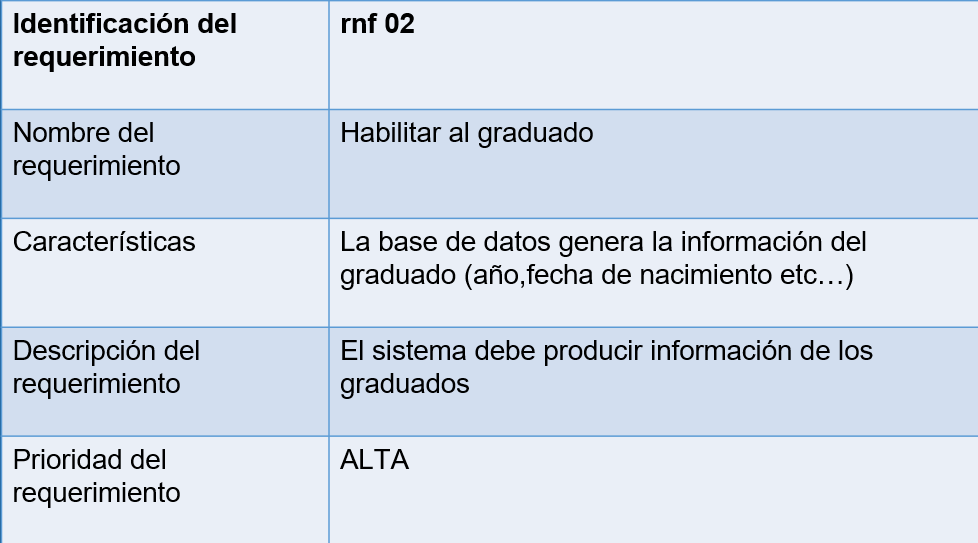 Identificación del
requerimiento
rnf 02
Nombre del
requerimiento
Habilitar al graduado
Características
La base de datos genera la información del
graduado (año,fecha de nacimiento etc…)
Descripción del
requerimiento
El sistema debe producir información de los
graduados
Prioridad del
requerimiento
ALTA